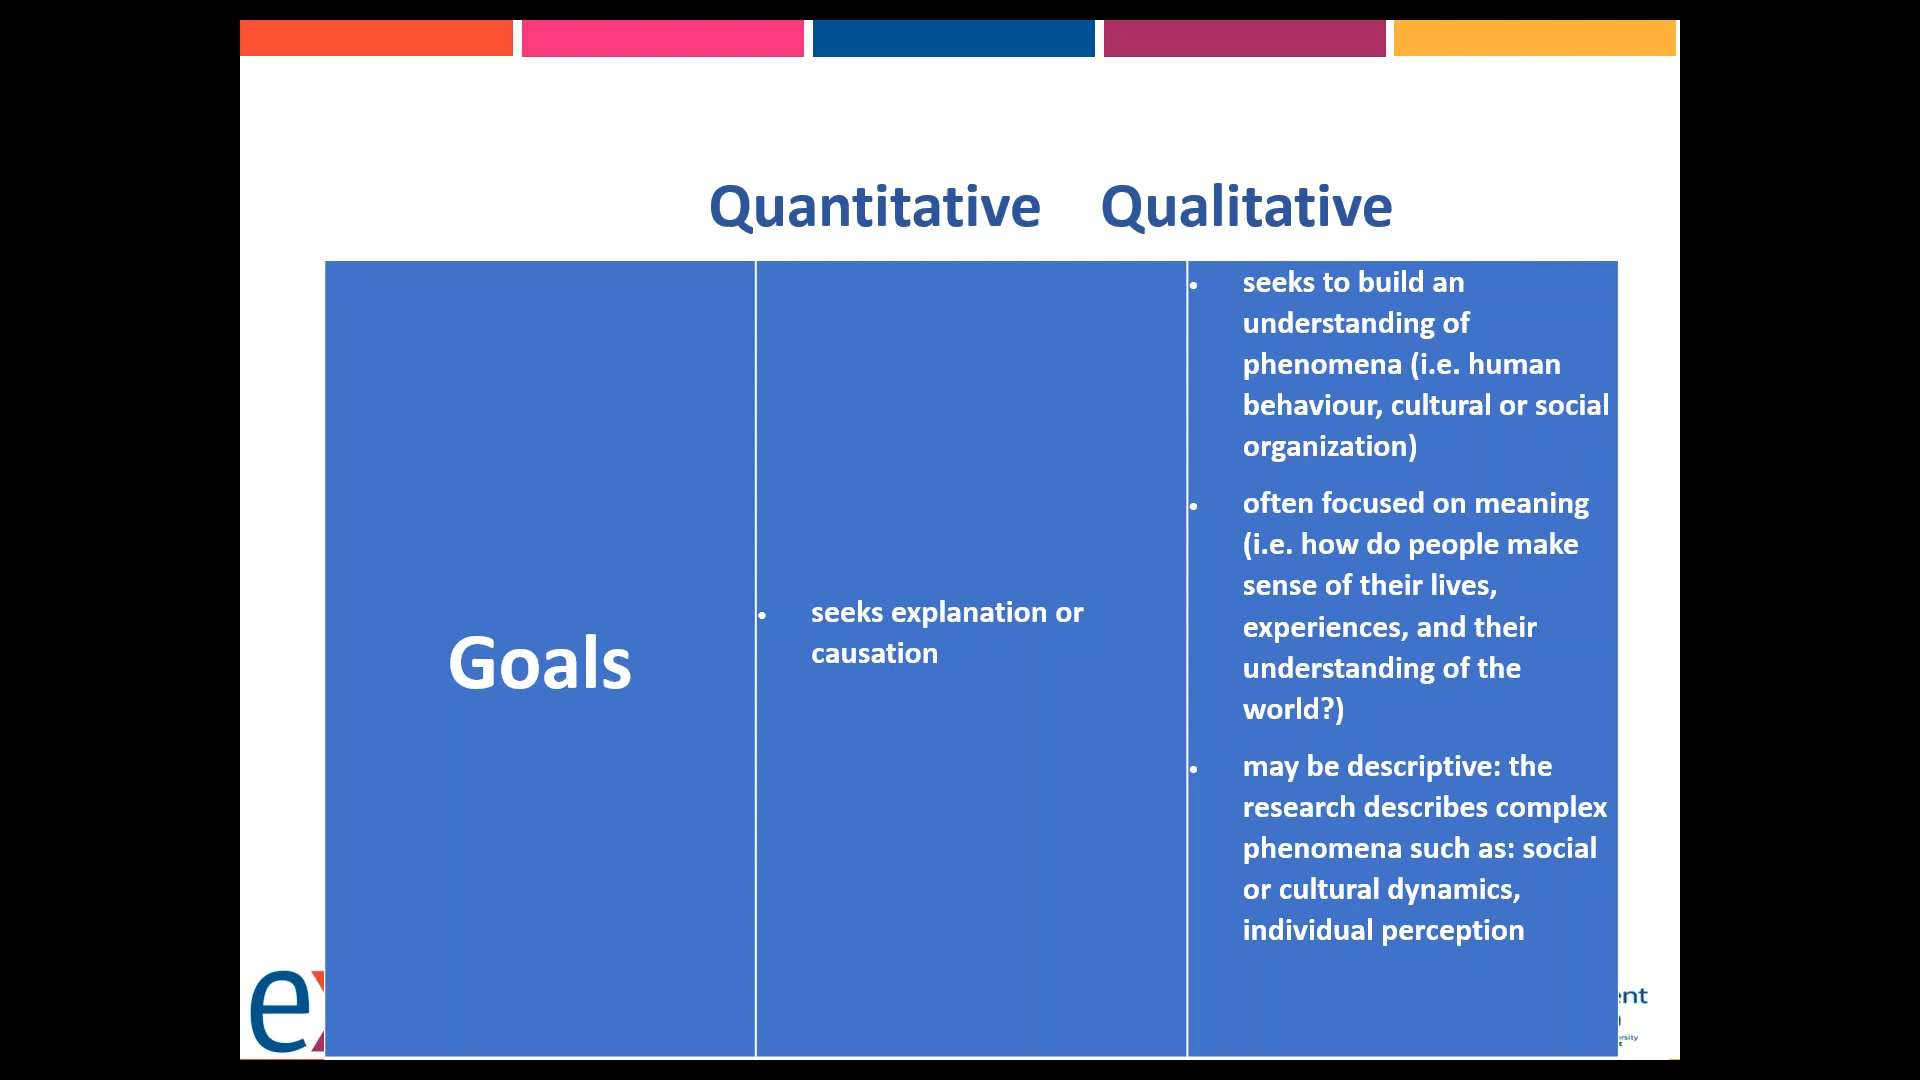 Quantitative Qualitative
Goals
• seeks explanation or
causation
• seeks to build an
understanding of
phenomena (i.e. human
behaviour, cultural or social
organization)
• often focused on meaning
(i.e. how do people make
sense of their lives,
experiences, and their
understanding of the
world?)
• may be descriptive: the
research describes complex
phenomena such as: social
or cultural dynamics,
individual perception